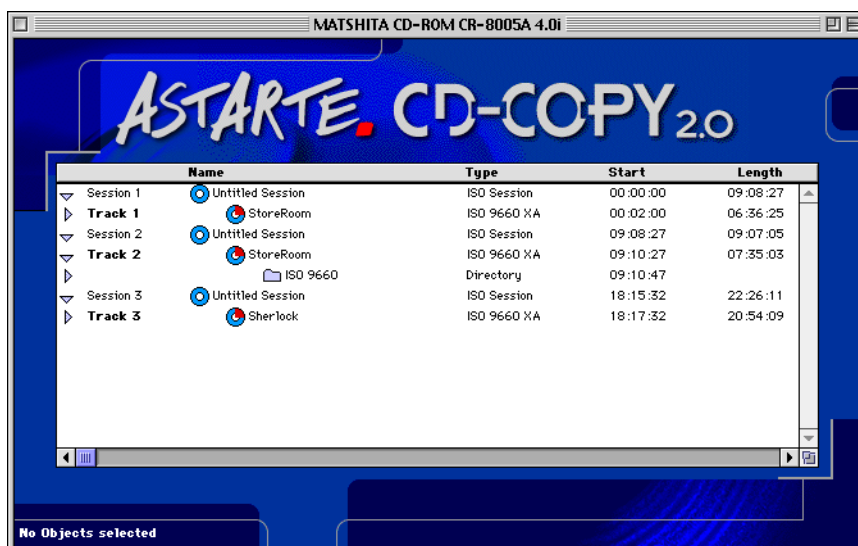 MATSHITA CD-ROM CR-8005A 4.0i
ASTARTE. CD-COPY 2.0
Name Type Start Length
Session 1 Untitled Session ISO Session 00:00:00 09:08:27
Track 1 StoreRoom ISO 9660 XA 00:02:00 06:36:25
Session 2 Untitled Session ISO Session 09:08:27 09:07:05
Track 2 StoreRoom ISO 9660 XA 09:10:27 07:35:03
ISO 9660 Directory 09:10:47
Session 3 Untitled Session ISO Session 18:15:32 22:26:11
Track 3 Sherlock ISO 9660 XA 18:17:32 20:54:09
No Objects selected